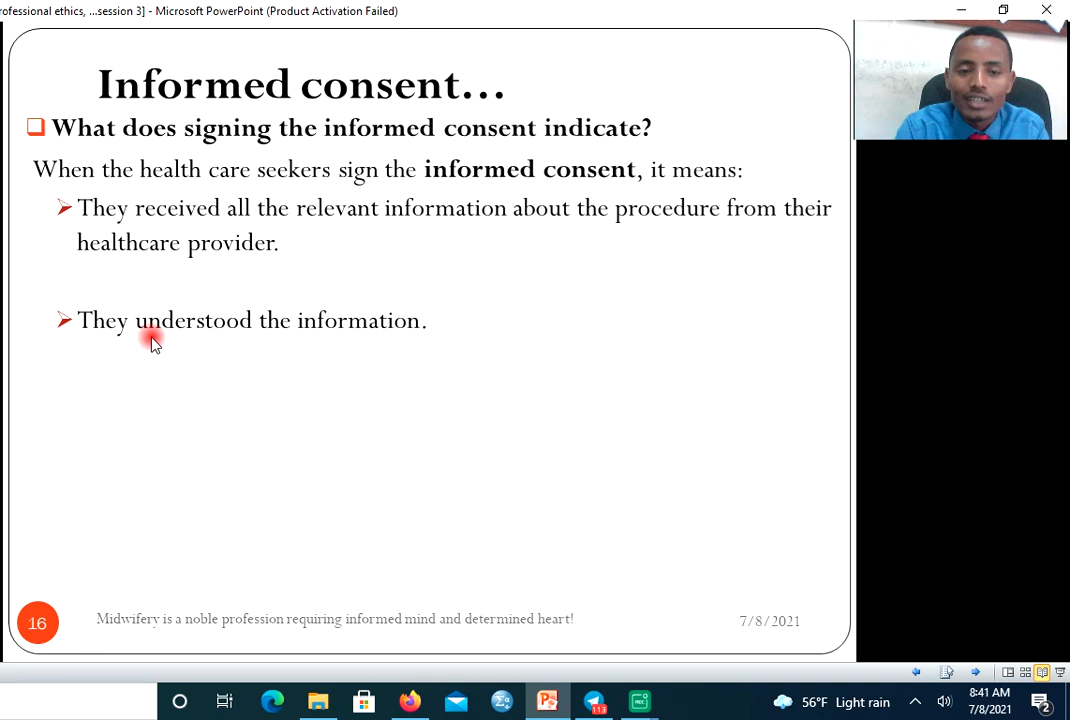 rofessional ethics, ...session 3] - Microsoft PowerPoint (Product Activation Failed)
Informed consent...
What does signing the informed consent indicate?
When the health care seekers sign the informed consent, it means:
They received all the relevant information about the procedure from their
healthcare provider.
They understood the information.
16
Midwifery is a noble profession requiring informed mind and determined heart!
7/8/2021
113
REC
56°F Light rain
8:41 AM
7/8/2021
2